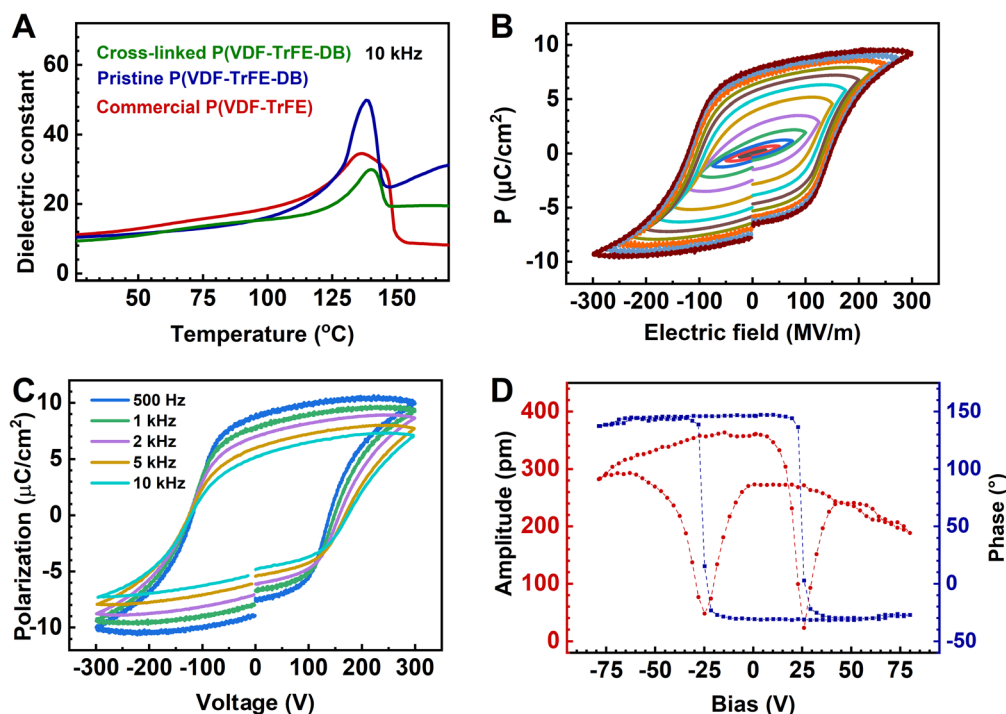 A
Cross-linked P(VDF-TrFE-DB) 10 kHz
Pristine P(VDF-TrFE-DB)
Commercial P(VDF-TrFE)
Dielectric constant
60
40
20
0
50 75 100 125 150
Temperature (°C)
B
P (μC/cm²)
10
5
0
-5
-10
-300 -200 -100 0 100 200 300
Electric field (MV/m)
C
Polarization (μC/cm²)
10
5
0
-5
-10
500 Hz
1 kHz
2 kHz
5 kHz
10 kHz
-300 -200 -100 0 100 200 300
Voltage (V)
D
Amplitude (pm)
400
300
200
100
0
150
100
50
0
-50
Phase (°)
-75 -50 -25 0 25 50 75
Bias (V)